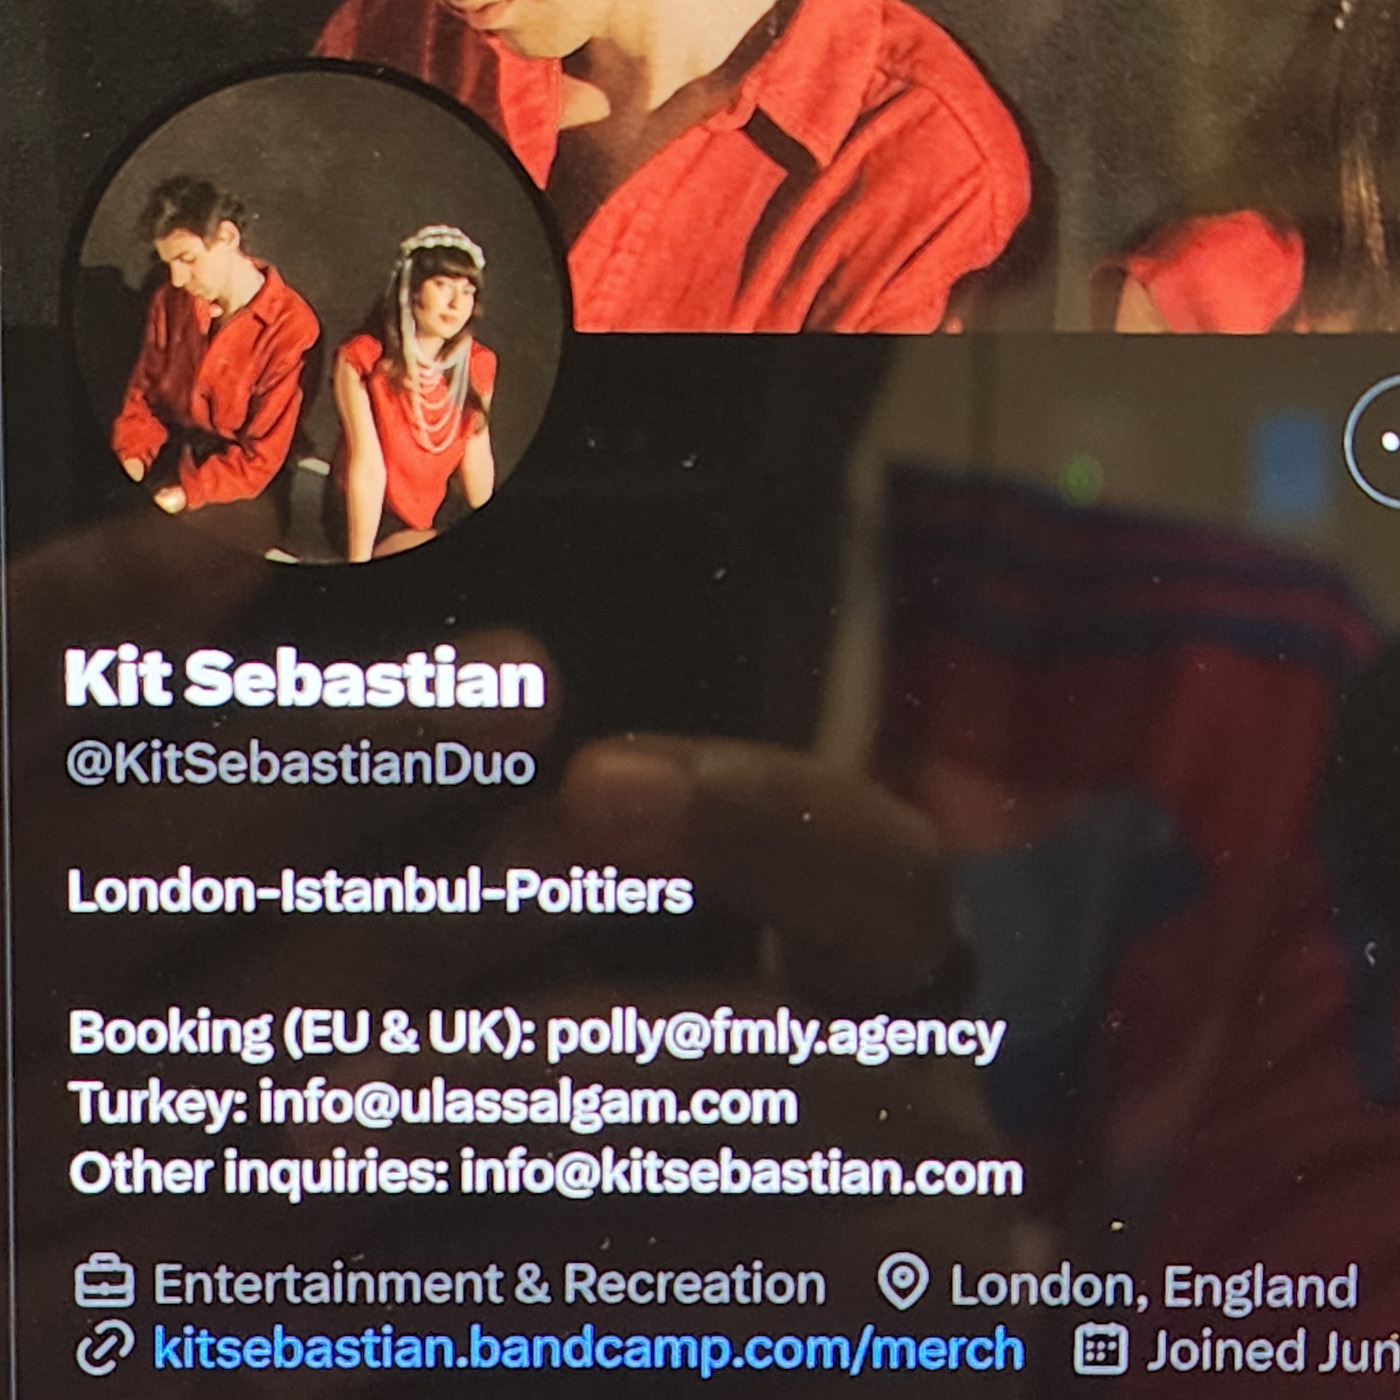 Kit Sebastian
@KitSebastianDuo
London-Istanbul-Poitiers
Booking (EU & UK): polly@fmly.agency
Turkey: info@ulassalgam.com
Other inquiries: info@kitsebastian.com
Entertainment & Recreation London, England
kitsebastian.bandcamp.com/merch Joined Jun